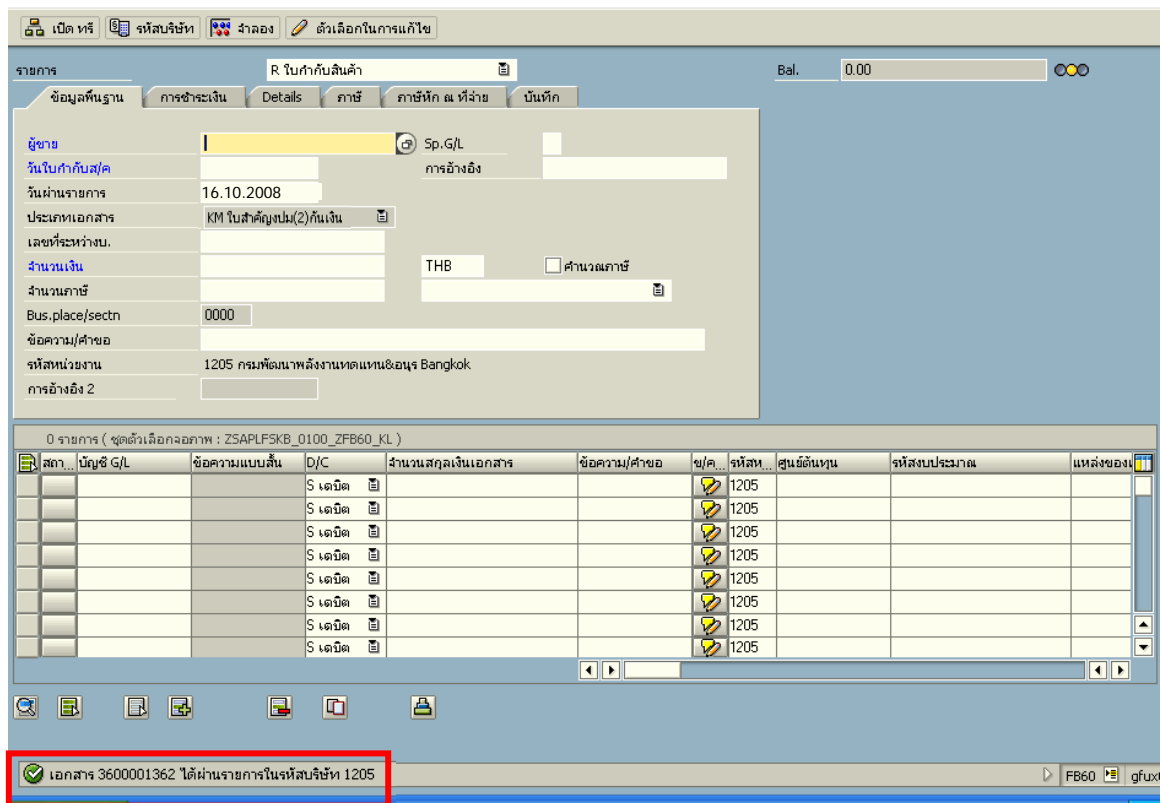 เปิด ทรี รหัสบริษัท จำลอง ตัวเลือกในการแก้ไข
รายการ R ใบกำกับสินค้า Bal. 0.00
ข้อมูลพื้นฐาน การชำระเงิน Details ภาษี ภาษีหัก ณ ที่จ่าย บันทึก
ผู้ขาย Sp.G/L
วันใบกำกับส/ค การอ้างอิง
วันผ่านรายการ 16.10.2008
ประเภทเอกสาร KM ใบสำคัญงปม(2)กันเงิน
เลขที่ระหว่างบ.
จำนวนเงิน THB คำนวณภาษี
จำนวนภาษี
Bus.place/sectn 0000
ข้อความ/คำขอ
รหัสหน่วยงาน 1205 กรมพัฒนาพลังงานทดแทน&อนุร Bangkok
การอ้างอิง 2
0 รายการ ( ชุดตัวเลือกจอภาพ : ZSAPLFSKB_0100_ZFB60_KL )
สถา... บัญชี G/L ข้อความแบบสั้น D/C จำนวนสกุลเงินเอกสาร ข้อความ/คำขอ ข/ค... รหัสห... ศูนย์ต้นทุน รหัสงบประมาณ แหล่งของเ
S เดบิต 1205
S เดบิต 1205
S เดบิต 1205
S เดบิต 1205
S เดบิต 1205
S เดบิต 1205
S เดบิต 1205
S เดบิต 1205
เอกสาร 3600001362 ได้ผ่านรายการในรหัสบริษัท 1205 FB60